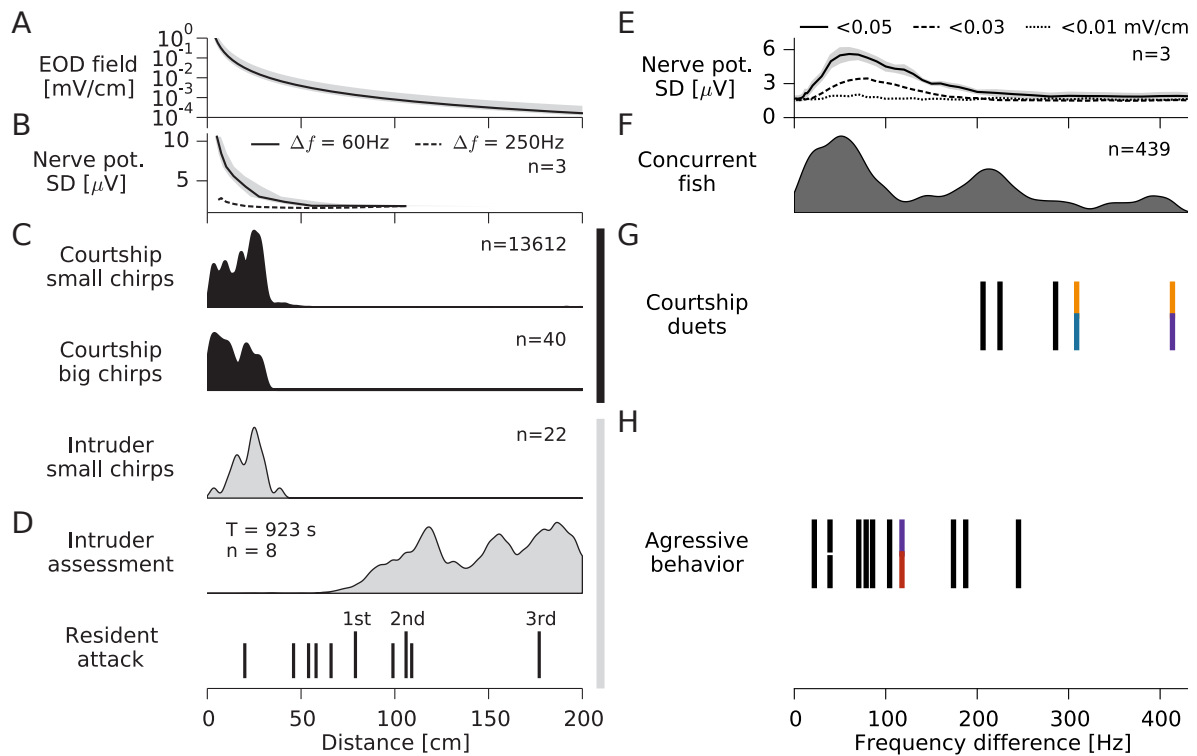 A
EOD field
[mV/cm]
10⁰
10⁻¹
10⁻²
10⁻³
10⁻⁴
B
Nerve pot.
SD [μV]
10
5
Δf = 60Hz
Δf = 250Hz
n=3
C
Courtship
small chirps
n=13612
Courtship
big chirps
n=40
Intruder
small chirps
n=22
D
Intruder
assessment
T = 923 s
n = 8
Resident
attack
1st
2nd
3rd
0
50
100
150
200
Distance [cm]
E
<0.05
<0.03
<0.01 mV/cm
n=3
Nerve pot.
SD [μV]
6
3
0
F
Concurrent
fish
n=439
G
Courtship
duets
H
Agressive
behavior
0
100
200
300
400
Frequency difference [Hz]